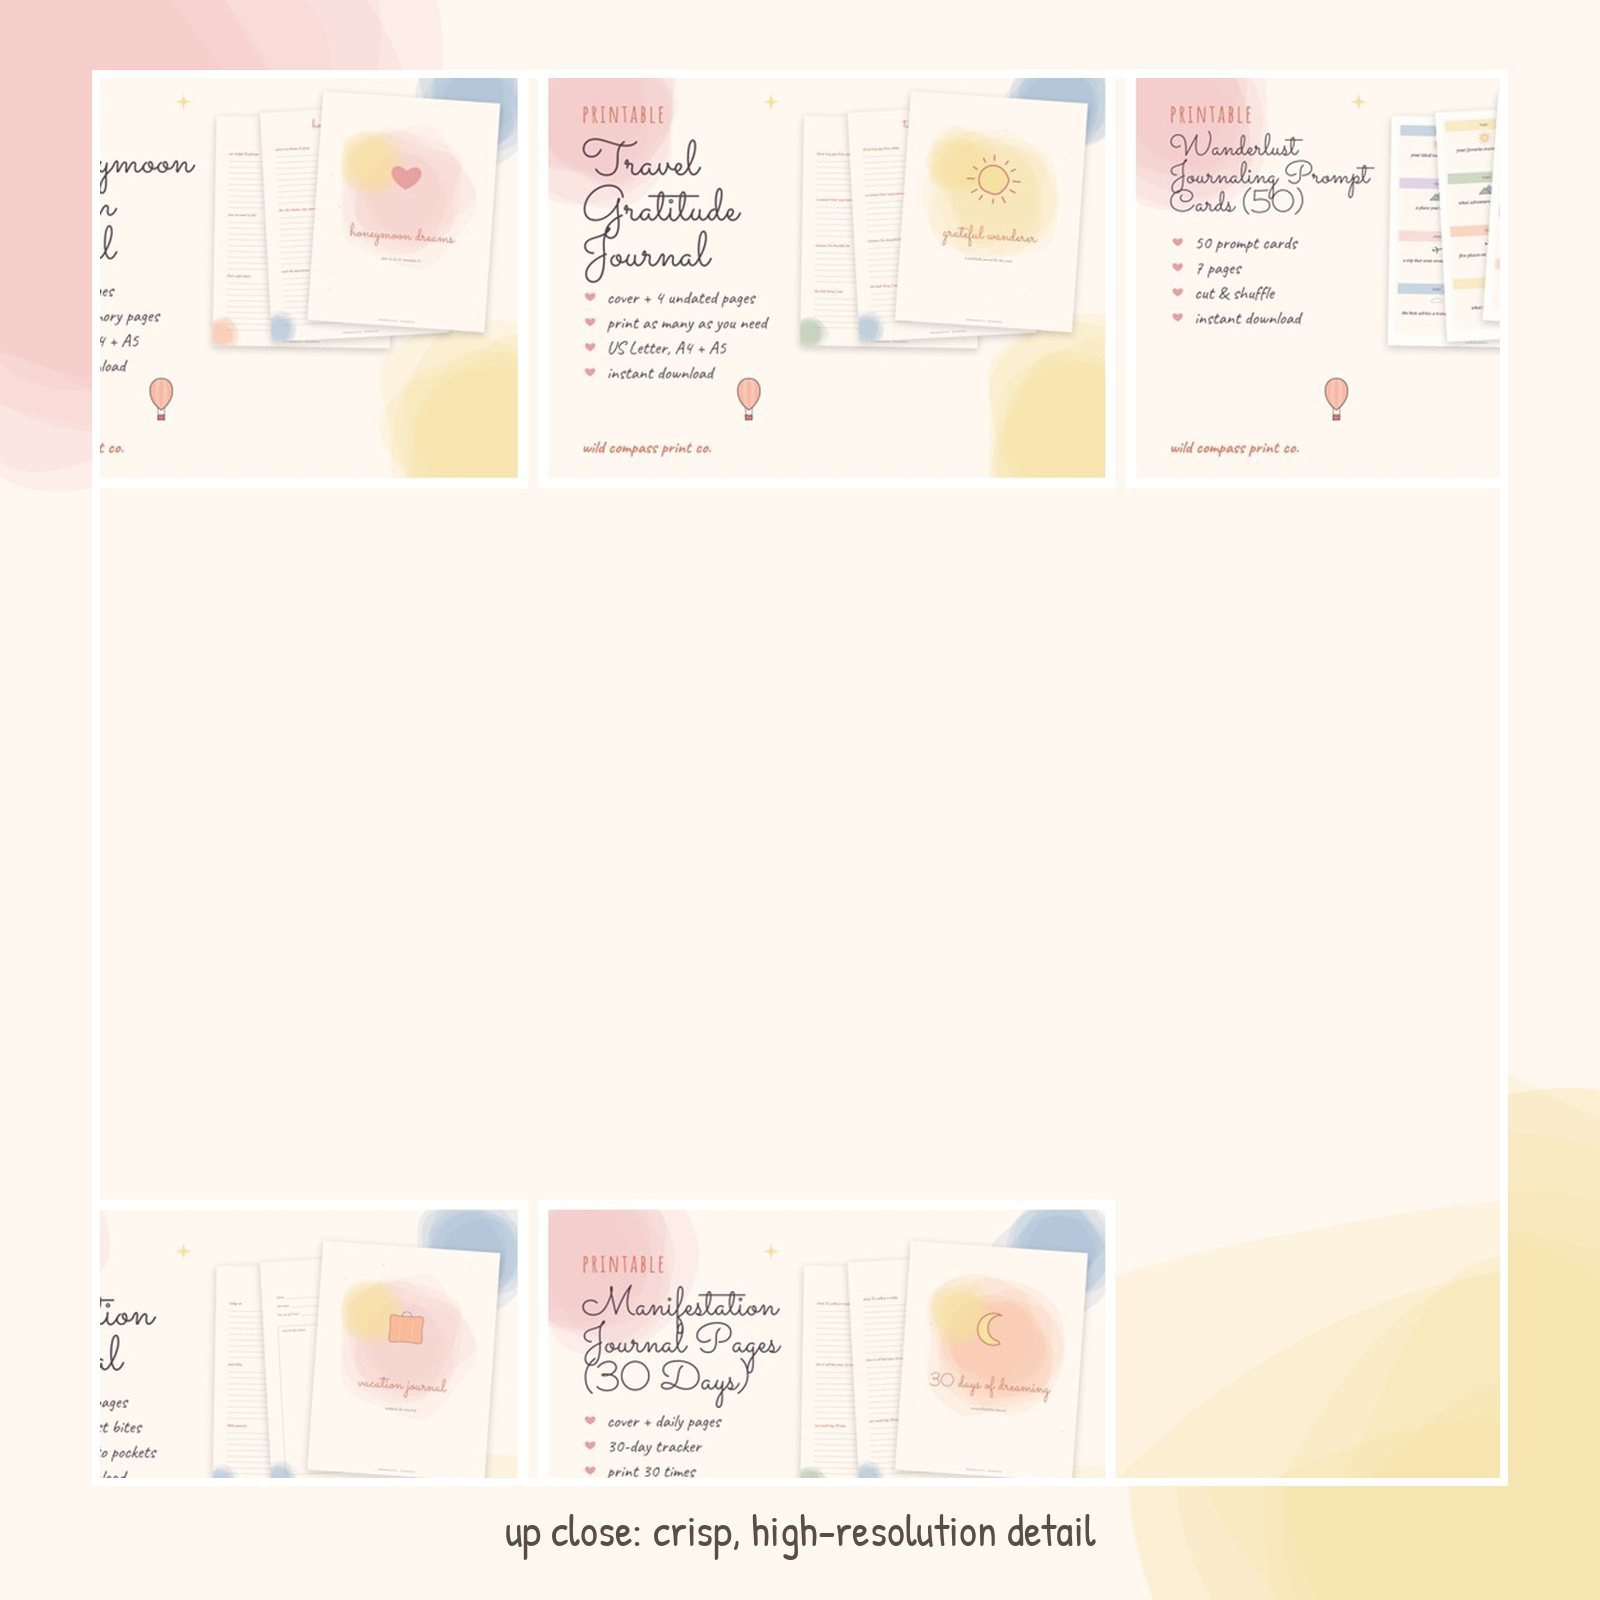 ymoon
n
l
es
ory pages
4 + A5
load
t co.
honeymoon dreams
PRINTABLE
Travel
Gratitude
Journal
cover + 4 undated pages
print as many as you need
US Letter, A4 + A5
instant download
wild compass print co.
grateful wanderer
PRINTABLE
Wanderlust
Journaling Prompt
Cards (50)
50 prompt cards
7 pages
cut & shuffle
instant download
wild compass print co.
tion
al
ages
t bites
o pockets
load
vacation journal
PRINTABLE
Manifestation
Journal Pages
(30 Days)
cover + daily pages
30-day tracker
print 30 times
30 days of dreaming
up close: crisp, high-resolution detail